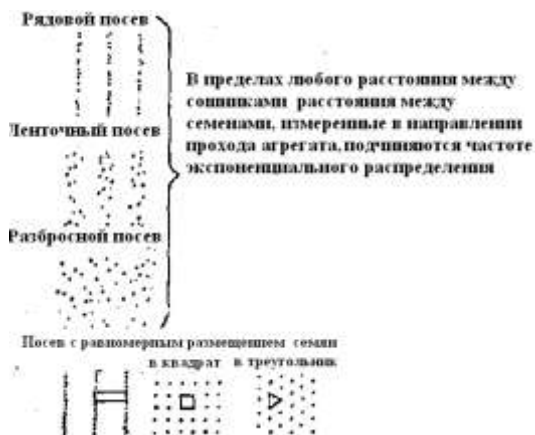 Рядовой посев
В пределах любого расстояния между
сошниками расстояния между
семенами, измеренные в направлении
прохода агрегата, подчиняются частоте
экспоненциального распределения
Ленточный посев
Разбросной посев
Посев с равномерным размещением семян
в квадрат в треугольник